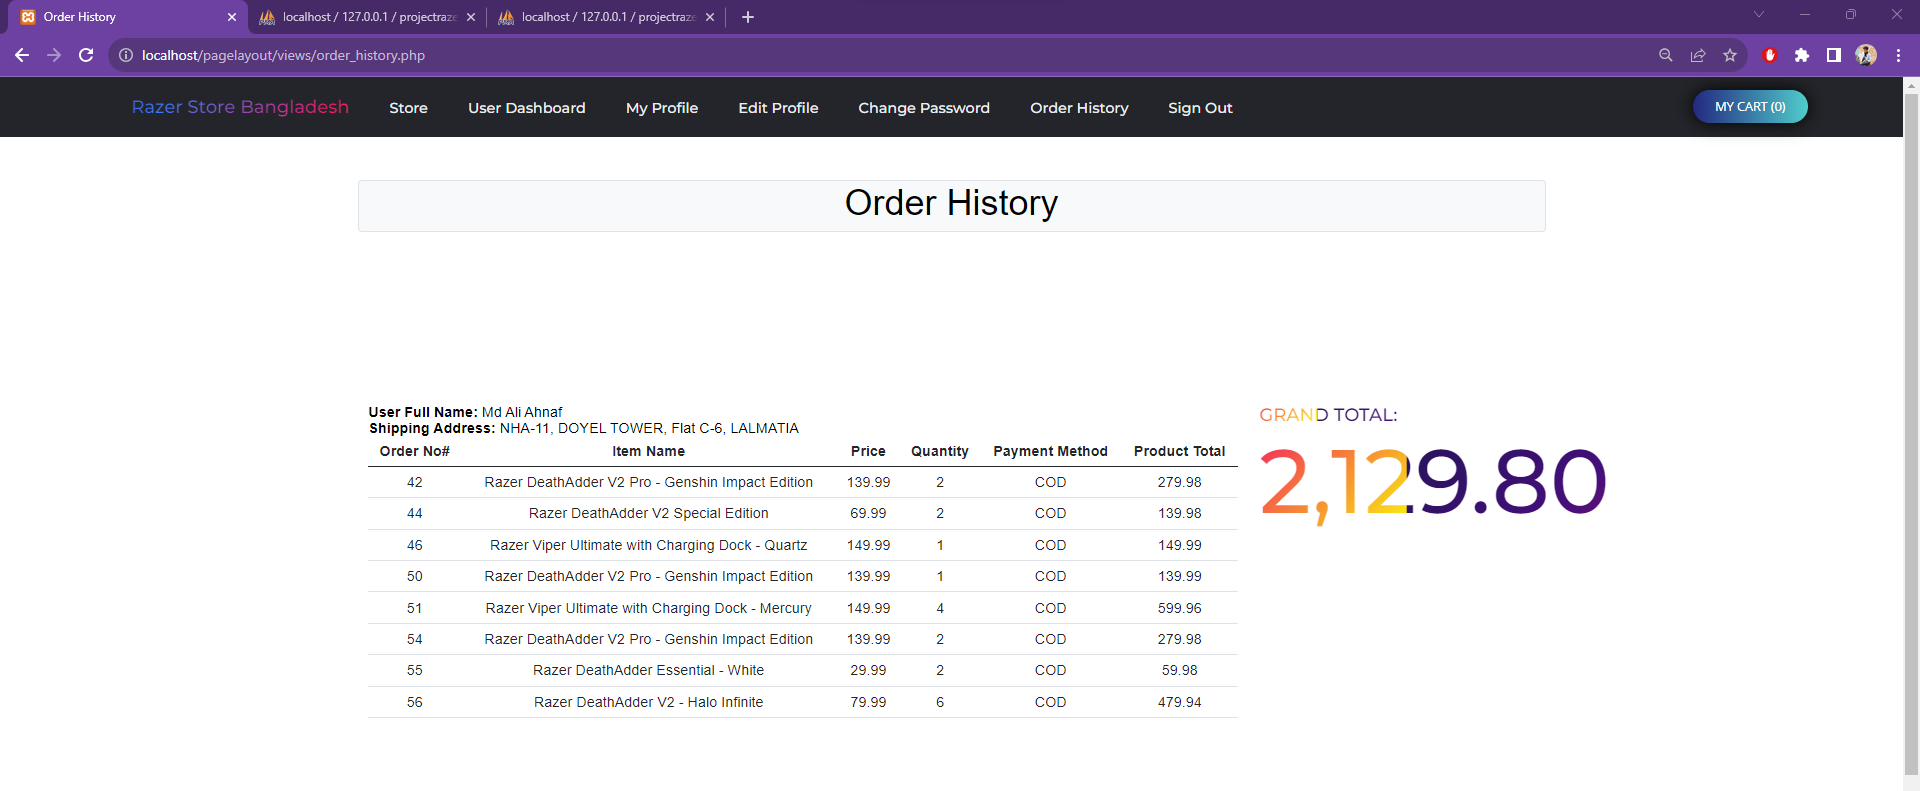 Order History
localhost / 127.0.0.1 / projectraze
localhost / 127.0.0.1 / projectraze
localhost/pagelayout/views/order_history.php
Razer Store Bangladesh Store User Dashboard My Profile Edit Profile Change Password Order History Sign Out MY CART (0)
Order History
User Full Name: Md Ali Ahnaf
Shipping Address: NHA-11, DOYEL TOWER, Flat C-6, LALMATIA
Order No# Item Name Price Quantity Payment Method Product Total
42 Razer DeathAdder V2 Pro - Genshin Impact Edition 139.99 2 COD 279.98
44 Razer DeathAdder V2 Special Edition 69.99 2 COD 139.98
46 Razer Viper Ultimate with Charging Dock - Quartz 149.99 1 COD 149.99
50 Razer DeathAdder V2 Pro - Genshin Impact Edition 139.99 1 COD 139.99
51 Razer Viper Ultimate with Charging Dock - Mercury 149.99 4 COD 599.96
54 Razer DeathAdder V2 Pro - Genshin Impact Edition 139.99 2 COD 279.98
55 Razer DeathAdder Essential - White 29.99 2 COD 59.98
56 Razer DeathAdder V2 - Halo Infinite 79.99 6 COD 479.94
GRAND TOTAL:
2,129.80